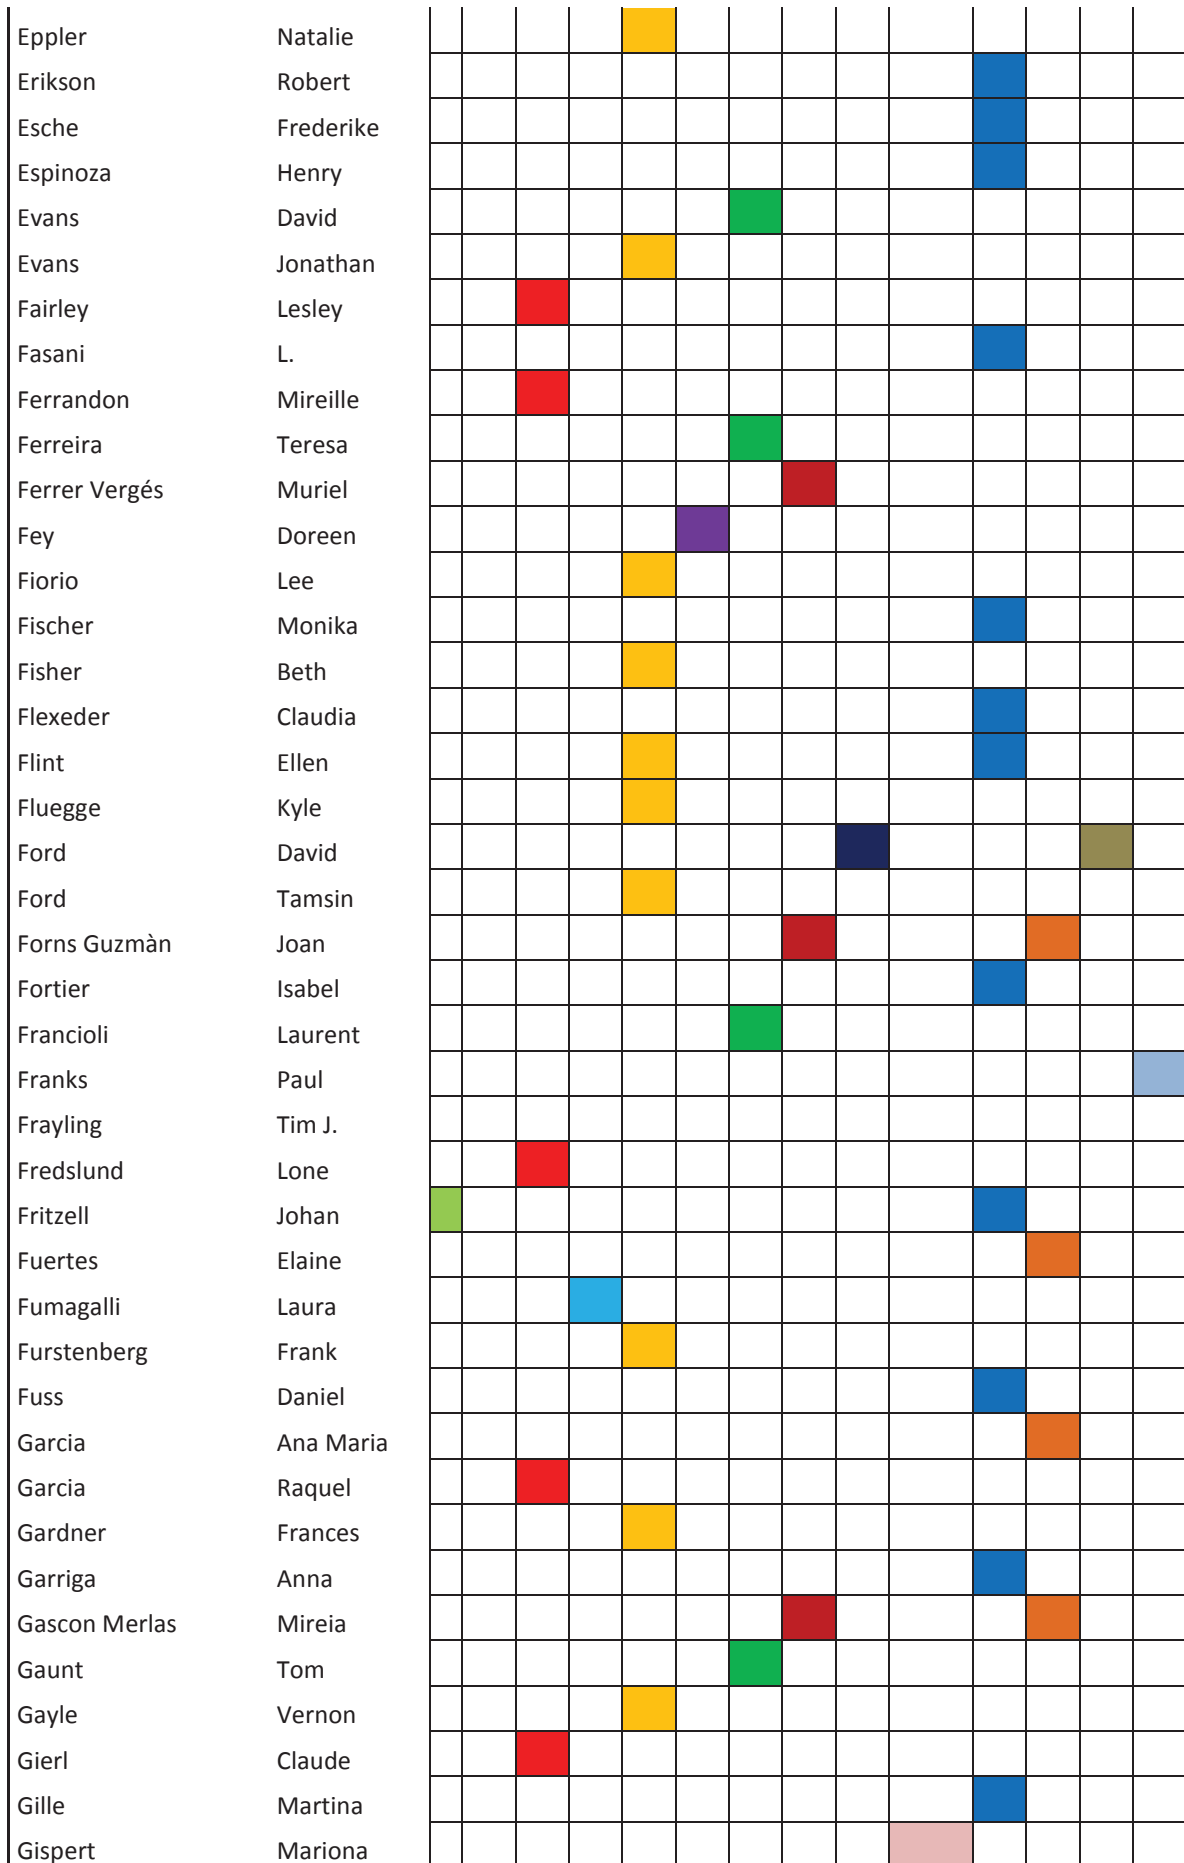 Eppler Natalie
Erikson Robert
Esche Frederike
Espinoza Henry
Evans David
Evans Jonathan
Fairley Lesley
Fasani L.
Ferrandon Mireille
Ferreira Teresa
Ferrer Vergés Muriel
Fey Doreen
Fiorio Lee
Fischer Monika
Fisher Beth
Flexeder Claudia
Flint Ellen
Fluegge Kyle
Ford David
Ford Tamsin
Forns Guzmàn Joan
Fortier Isabel
Francioli Laurent
Franks Paul
Frayling Tim J.
Fredslund Lone
Fritzell Johan
Fuertes Elaine
Fumagalli Laura
Furstenberg Frank
Fuss Daniel
Garcia Ana Maria
Garcia Raquel
Gardner Frances
Garriga Anna
Gascon Merlas Mireia
Gaunt Tom
Gayle Vernon
Gierl Claude
Gille Martina
Gispert Mariona